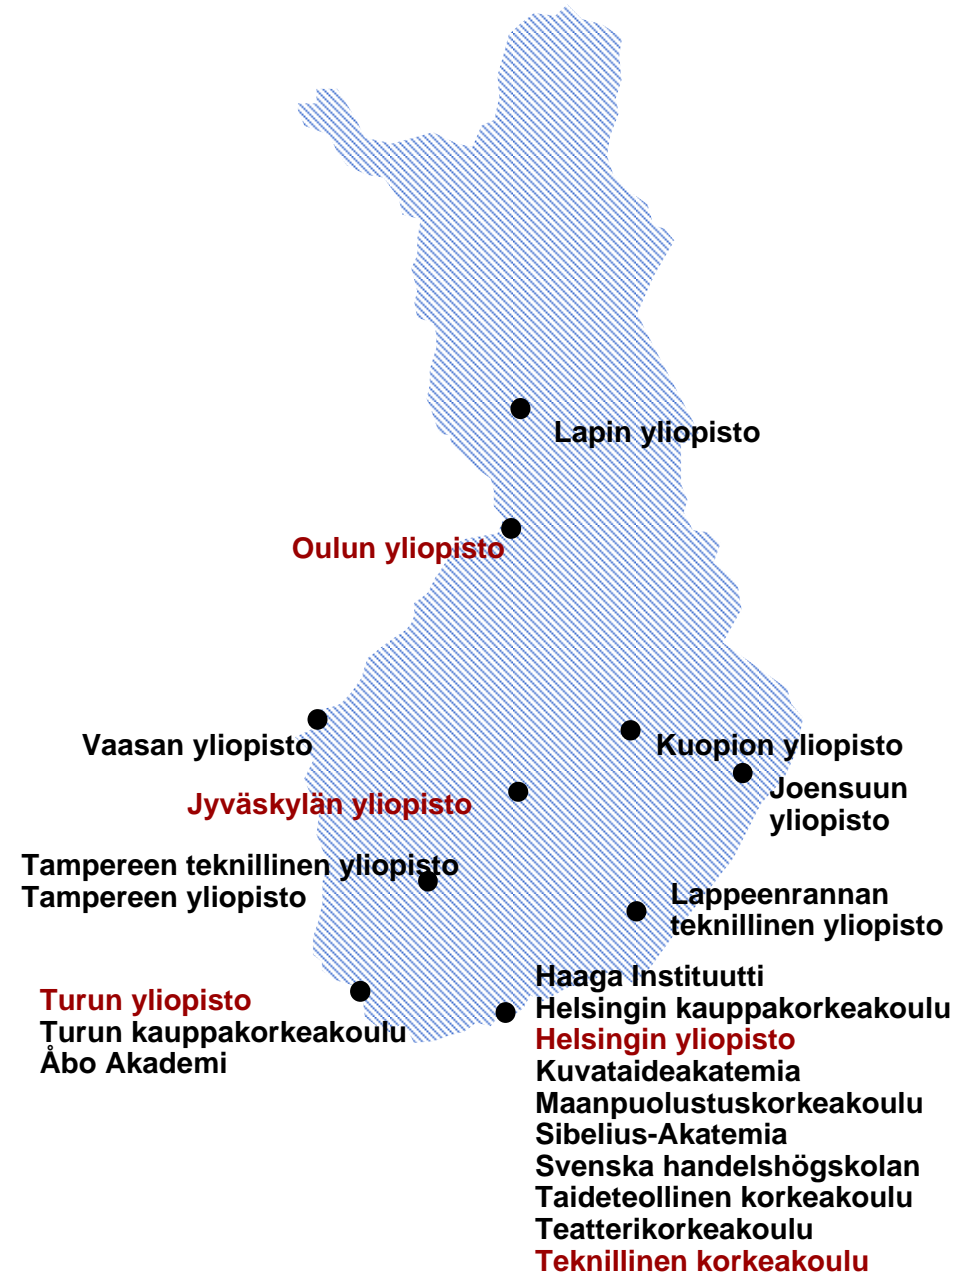 Lapin yliopisto
Oulun yliopisto
Vaasan yliopisto
Kuopion yliopisto
Joensuun
yliopisto
Jyväskylän yliopisto
Tampereen teknillinen yliopisto
Tampereen yliopisto
Lappeenrannan
teknillinen yliopisto
Turun yliopisto
Turun kauppakorkeakoulu
Åbo Akademi
Haaga Instituutti
Helsingin kauppakorkeakoulu
Helsingin yliopisto
Kuvataideakatemia
Maanpuolustuskorkeakoulu
Sibelius-Akatemia
Svenska handelshögskolan
Taideteollinen korkeakoulu
Teatterikorkeakoulu
Teknillinen korkeakoulu